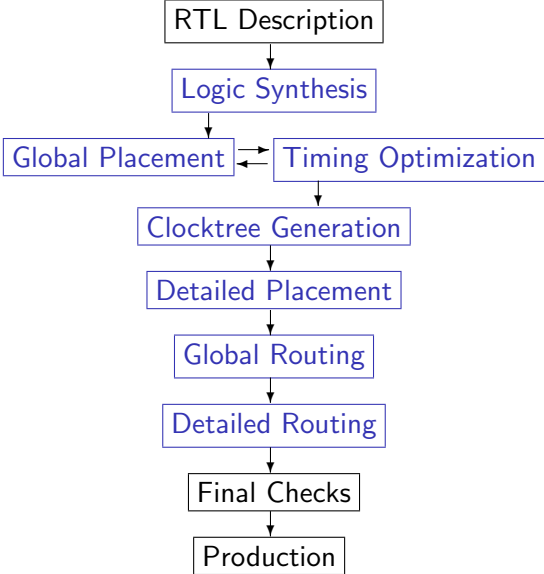 RTL Description
Logic Synthesis
Global Placement
Timing Optimization
Clocktree Generation
Detailed Placement
Global Routing
Detailed Routing
Final Checks
Production